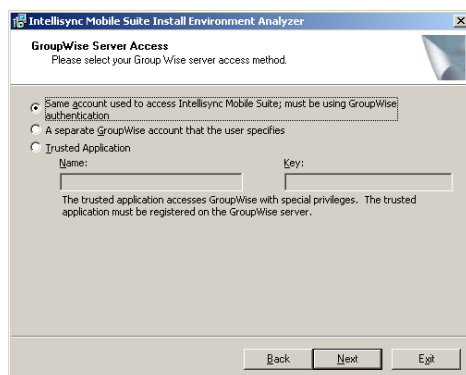 Intellisync Mobile Suite Install Environment Analyzer
GroupWise Server Access
Please select your Group Wise server access method.
Same account used to access Intellisync Mobile Suite; must be using GroupWise
authentication
A separate GroupWise account that the user specifies
Trusted Application
Name: Key:
The trusted application accesses GroupWise with special privileges. The trusted
application must be registered on the GroupWise server.
Back Next Exit